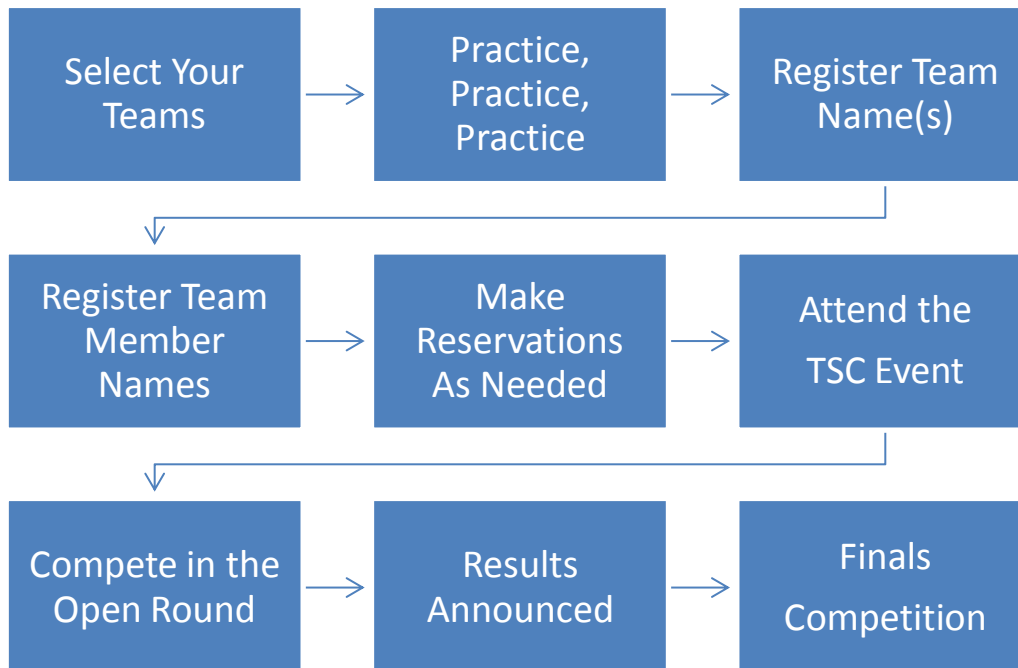 Select Your
Teams
Practice,
Practice,
Practice
Register Team
Name(s)
Register Team
Member
Names
Make
Reservations
As Needed
Attend the
TSC Event
Compete in the
Open Round
Results
Announced
Finals
Competition